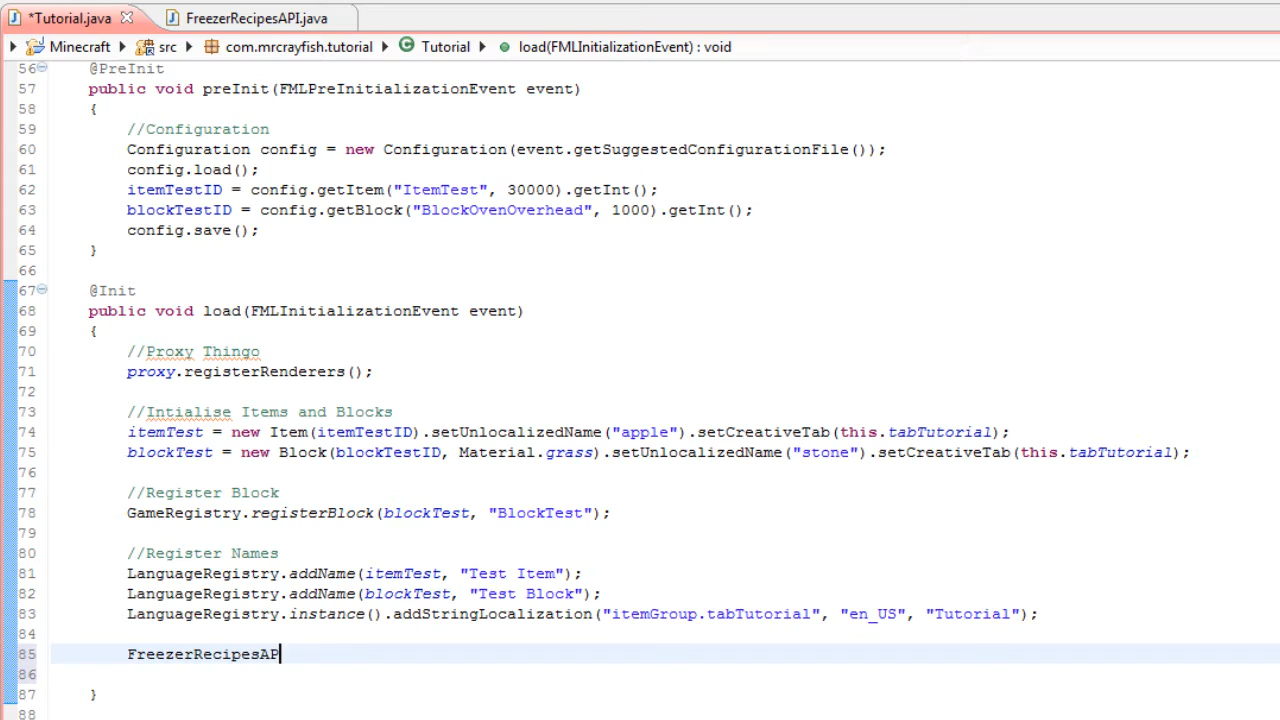 *Tutorial.java FreezerRecipesAPI.java
Minecraft src com.mrcrayfish.tutorial Tutorial load(FMLInitializationEvent) : void
56 @PreInit
57 public void preInit(FMLPreInitializationEvent event)
58 {
59 //Configuration
60 Configuration config = new Configuration(event.getSuggestedConfigurationFile());
61 config.load();
62 itemTestID = config.getItem("ItemTest", 30000).getInt();
63 blockTestID = config.getBlock("BlockOvenOverhead", 1000).getInt();
64 config.save();
65 }
66
67 @Init
68 public void load(FMLInitializationEvent event)
69 {
70 //Proxy Thingo
71 proxy.registerRenderers();
72
73 //Intialise Items and Blocks
74 itemTest = new Item(itemTestID).setUnlocalizedName("apple").setCreativeTab(this.tabTutorial);
75 blockTest = new Block(blockTestID, Material.grass).setUnlocalizedName("stone").setCreativeTab(this.tabTutorial);
76
77 //Register Block
78 GameRegistry.registerBlock(blockTest, "BlockTest");
79
80 //Register Names
81 LanguageRegistry.addName(itemTest, "Test Item");
82 LanguageRegistry.addName(blockTest, "Test Block");
83 LanguageRegistry.instance().addStringLocalization("itemGroup.tabTutorial", "en_US", "Tutorial");
84
85 FreezerRecipesAP
86
87 }
88